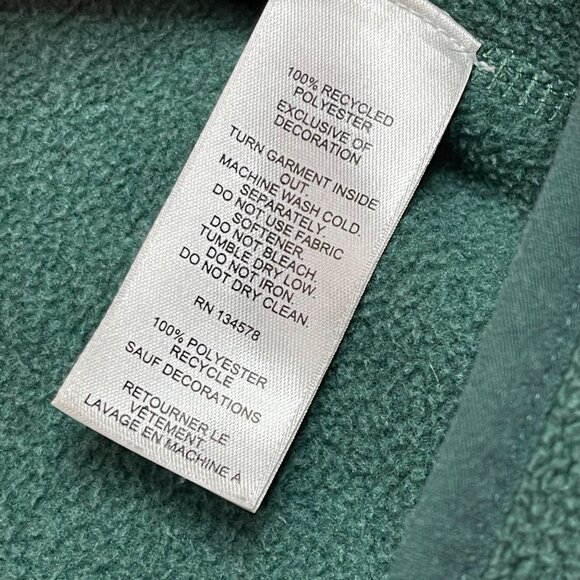 100% RECYCLED
POLYESTER
EXCLUSIVE OF
DECORATION
TURN GARMENT INSIDE
OUT.
MACHINE WASH COLD.
SEPARATELY.
DO NOT USE FABRIC
SOFTENER.
DO NOT BLEACH.
TUMBLE DRY LOW.
DO NOT IRON.
DO NOT DRY CLEAN.
RN 134578
100% POLYESTER
RECYCLE
SAUF DECORATIONS
RETOURNER LE
VÊTEMENT
LAVAGE EN MACHINE À